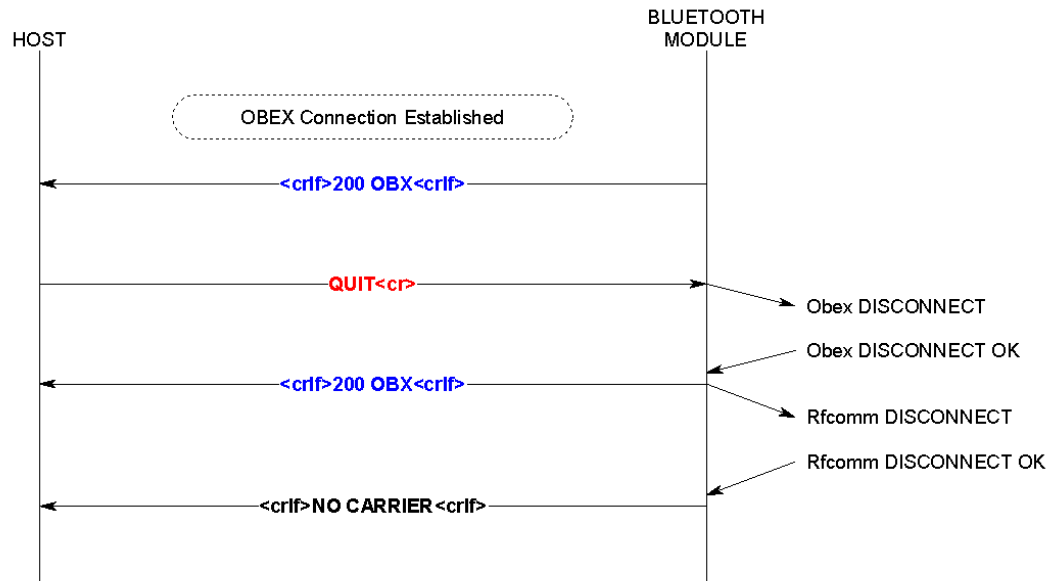 HOST
BLUETOOTH
MODULE
OBEX Connection Established
<crlf>200 OBX<crlf>
QUIT<cr>
Obex DISCONNECT
Obex DISCONNECT OK
<crlf>200 OBX<crlf>
Rfcomm DISCONNECT
Rfcomm DISCONNECT OK
<crlf>NO CARRIER<crlf>